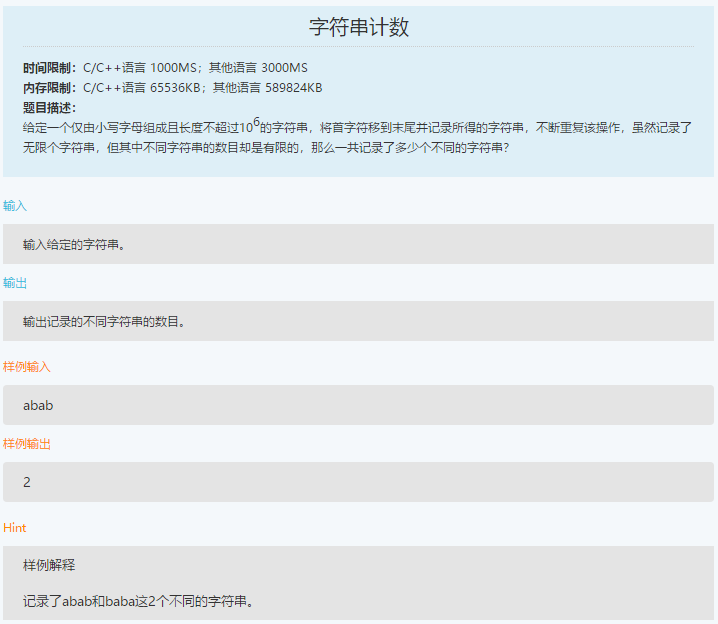 字符串计数
时间限制：C/C++语言 1000MS；其他语言 3000MS
内存限制：C/C++语言 65536KB；其他语言 589824KB
题目描述：
给定一个仅由小写字母组成且长度不超过10^6的字符串，将首字符移到末尾并记录所得的字符串，不断重复该操作，虽然记录了
无限个字符串，但其中不同字符串的数目却是有限的，那么一共记录了多少个不同的字符串？
输入
输入给定的字符串。
输出
输出记录的不同字符串的数目。
样例输入
abab
样例输出
2
Hint
样例解释
记录了abab和baba这2个不同的字符串。